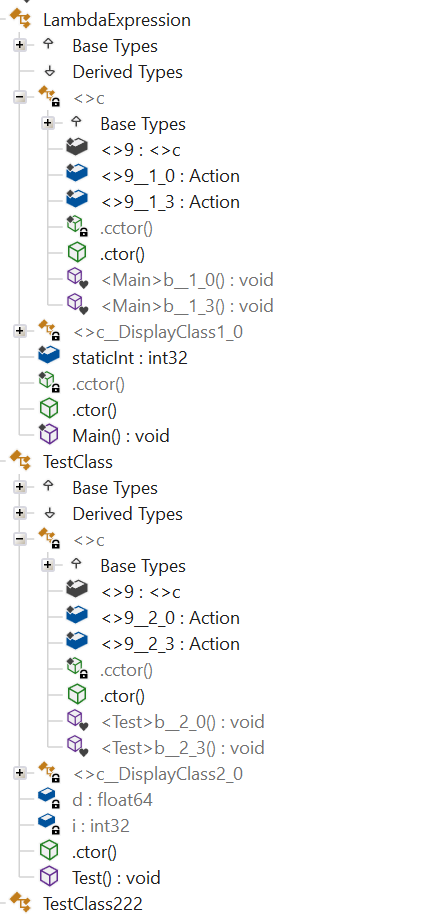 LambdaExpression
Base Types
Derived Types
<>c
Base Types
<>9 : <>c
<>9__1_0 : Action
<>9__1_3 : Action
.cctor()
.ctor()
<Main>b__1_0() : void
<Main>b__1_3() : void
<>c__DisplayClass1_0
staticInt : int32
.cctor()
.ctor()
Main() : void
TestClass
Base Types
Derived Types
<>c
Base Types
<>9 : <>c
<>9__2_0 : Action
<>9__2_3 : Action
.cctor()
.ctor()
<Test>b__2_0() : void
<Test>b__2_3() : void
<>c__DisplayClass2_0
d : float64
i : int32
.ctor()
Test() : void
TestClass222